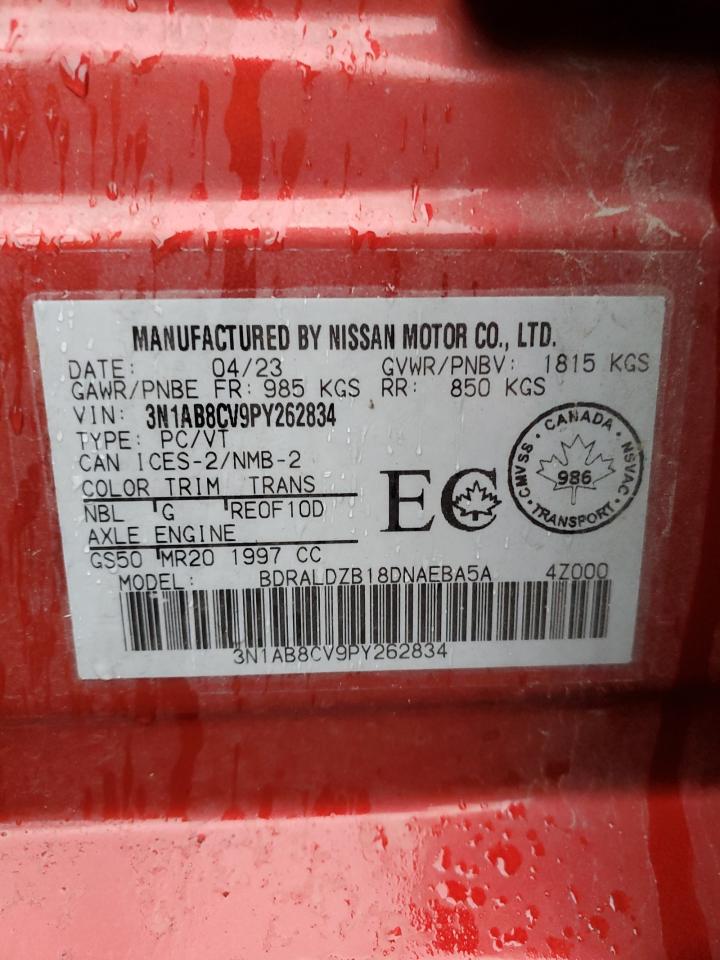 MANUFACTURED BY NISSAN MOTOR CO., LTD.
DATE: 04/23 GVWR/PNBV: 1815 KGS
GAWR/PNBE FR: 985 KGS RR: 850 KGS
VIN: 3N1AB8CV9PY262834
TYPE: PC/VT
CAN ICES-2/NMB-2
COLOR TRIM TRANS
NBL G RE0F10D
AXLE ENGINE
GS50 MR20 1997 CC
EC
CANADA
CMVSS 986 NSVAC
TRANSPORT
MODEL: BDRALDZB18DNAEBA5A 4Z000
3N1AB8CV9PY262834